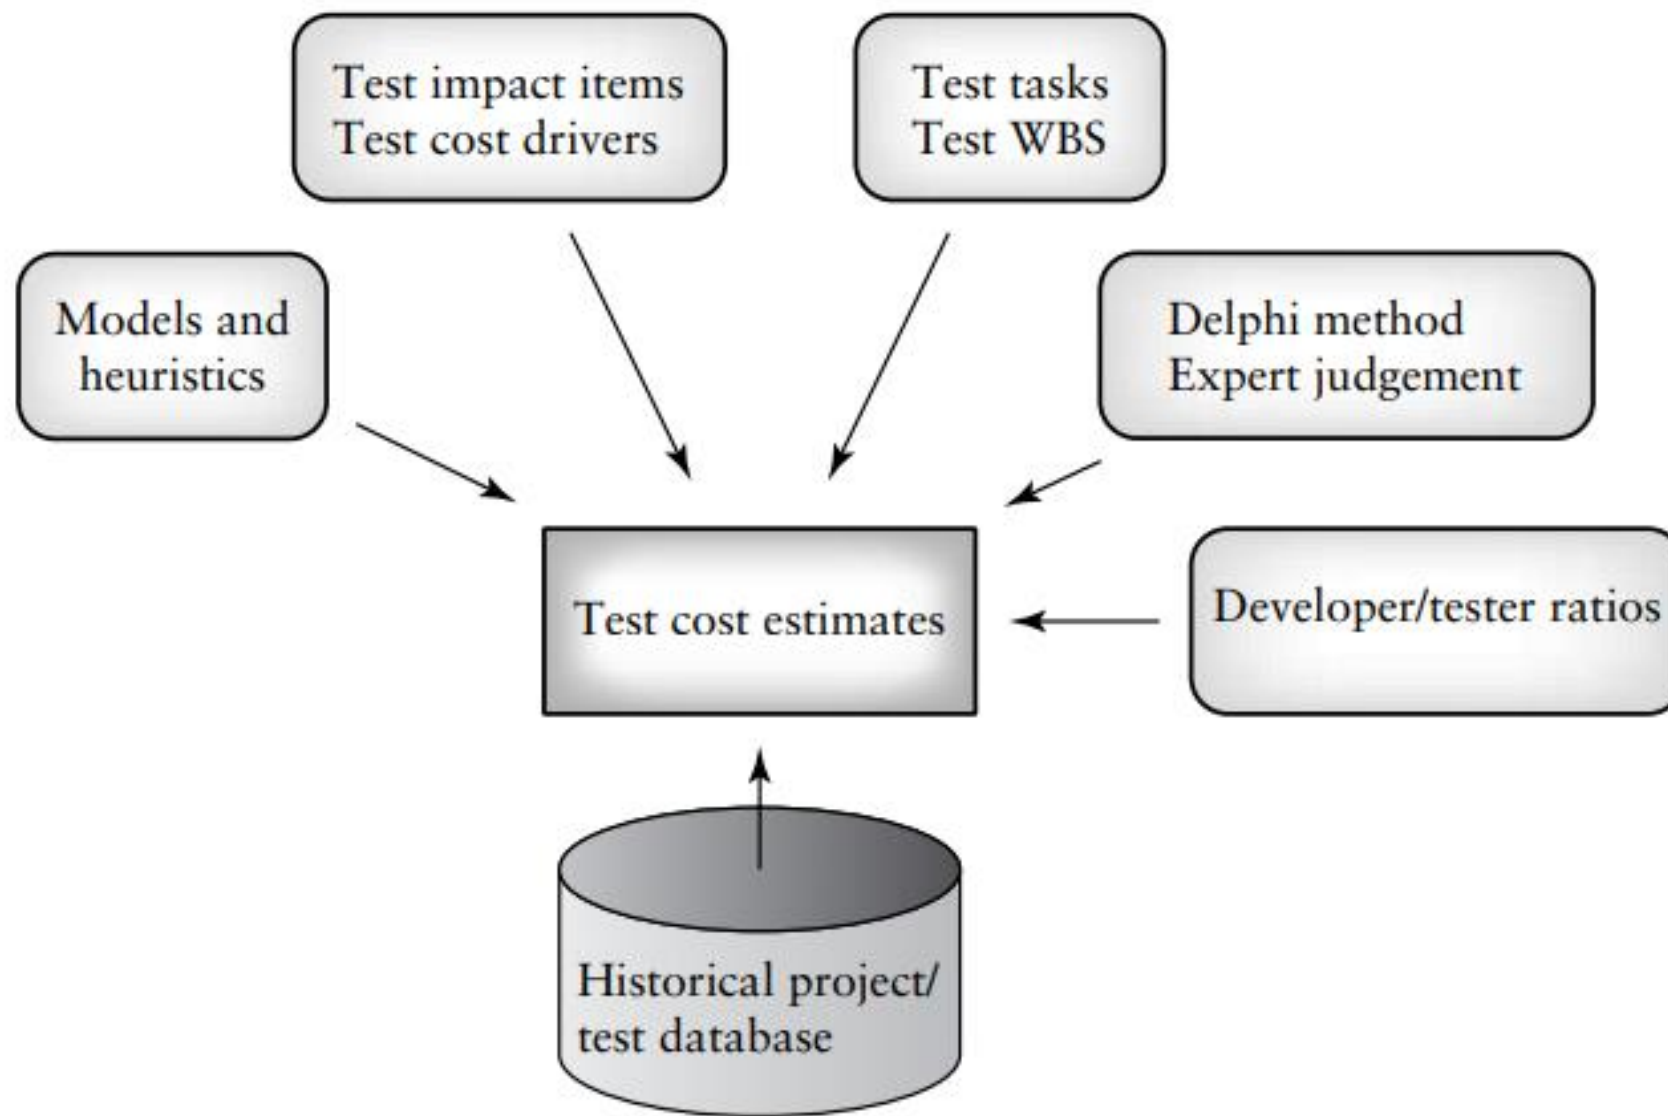 Test impact items
Test cost drivers
Test tasks
Test WBS
Models and
heuristics
Delphi method
Expert judgement
Test cost estimates
Developer/tester ratios
Historical project/
test database